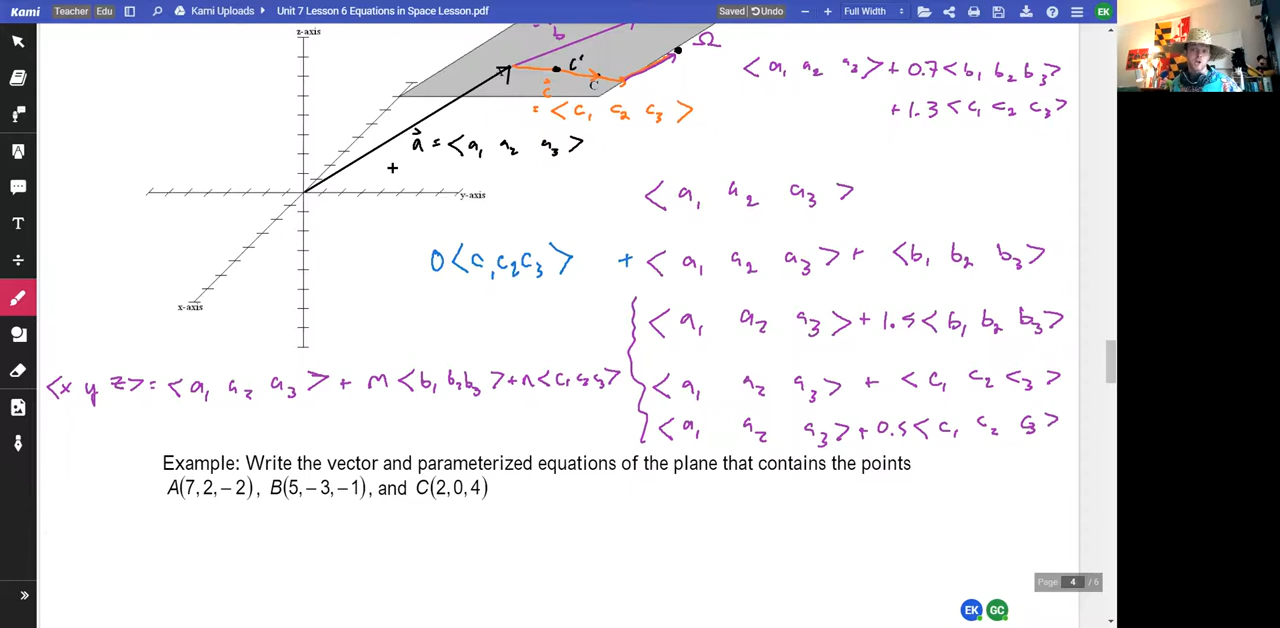 Kami Teacher Edu Kami Uploads Unit 7 Lesson 6 Equations in Space Lesson.pdf Saved Undo Full Width EK
z-axis
b
Ω
C'
c
C
= < c₁ c₂ c₃ >
< a₁ a₂ a₃ > + 0.7 < b₁ b₂ b₃ >
+ 1.3 < c₁ c₂ c₃ >
a = < a₁ a₂ a₃ >
+
y-axis
< a₁ a₂ a₃ >
0 < c₁ c₂ c₃ > + < a₁ a₂ a₃ > + < b₁ b₂ b₃ >
x-axis
< a₁ a₂ a₃ > + 1.5 < b₁ b₂ b₃ >
<x y z> = < a₁ a₂ a₃ > + m < b₁ b₂ b₃ > + n < c₁ c₂ c₃ >
< a₁ a₂ a₃ > + < c₁ c₂ c₃ >
< a₁ a₂ a₃ > + 0.5 < c₁ c₂ c₃ >
Example: Write the vector and parameterized equations of the plane that contains the points
A(7,2,−2), B(5,−3,−1), and C(2,0,4)
Page 4 / 6
EK GC